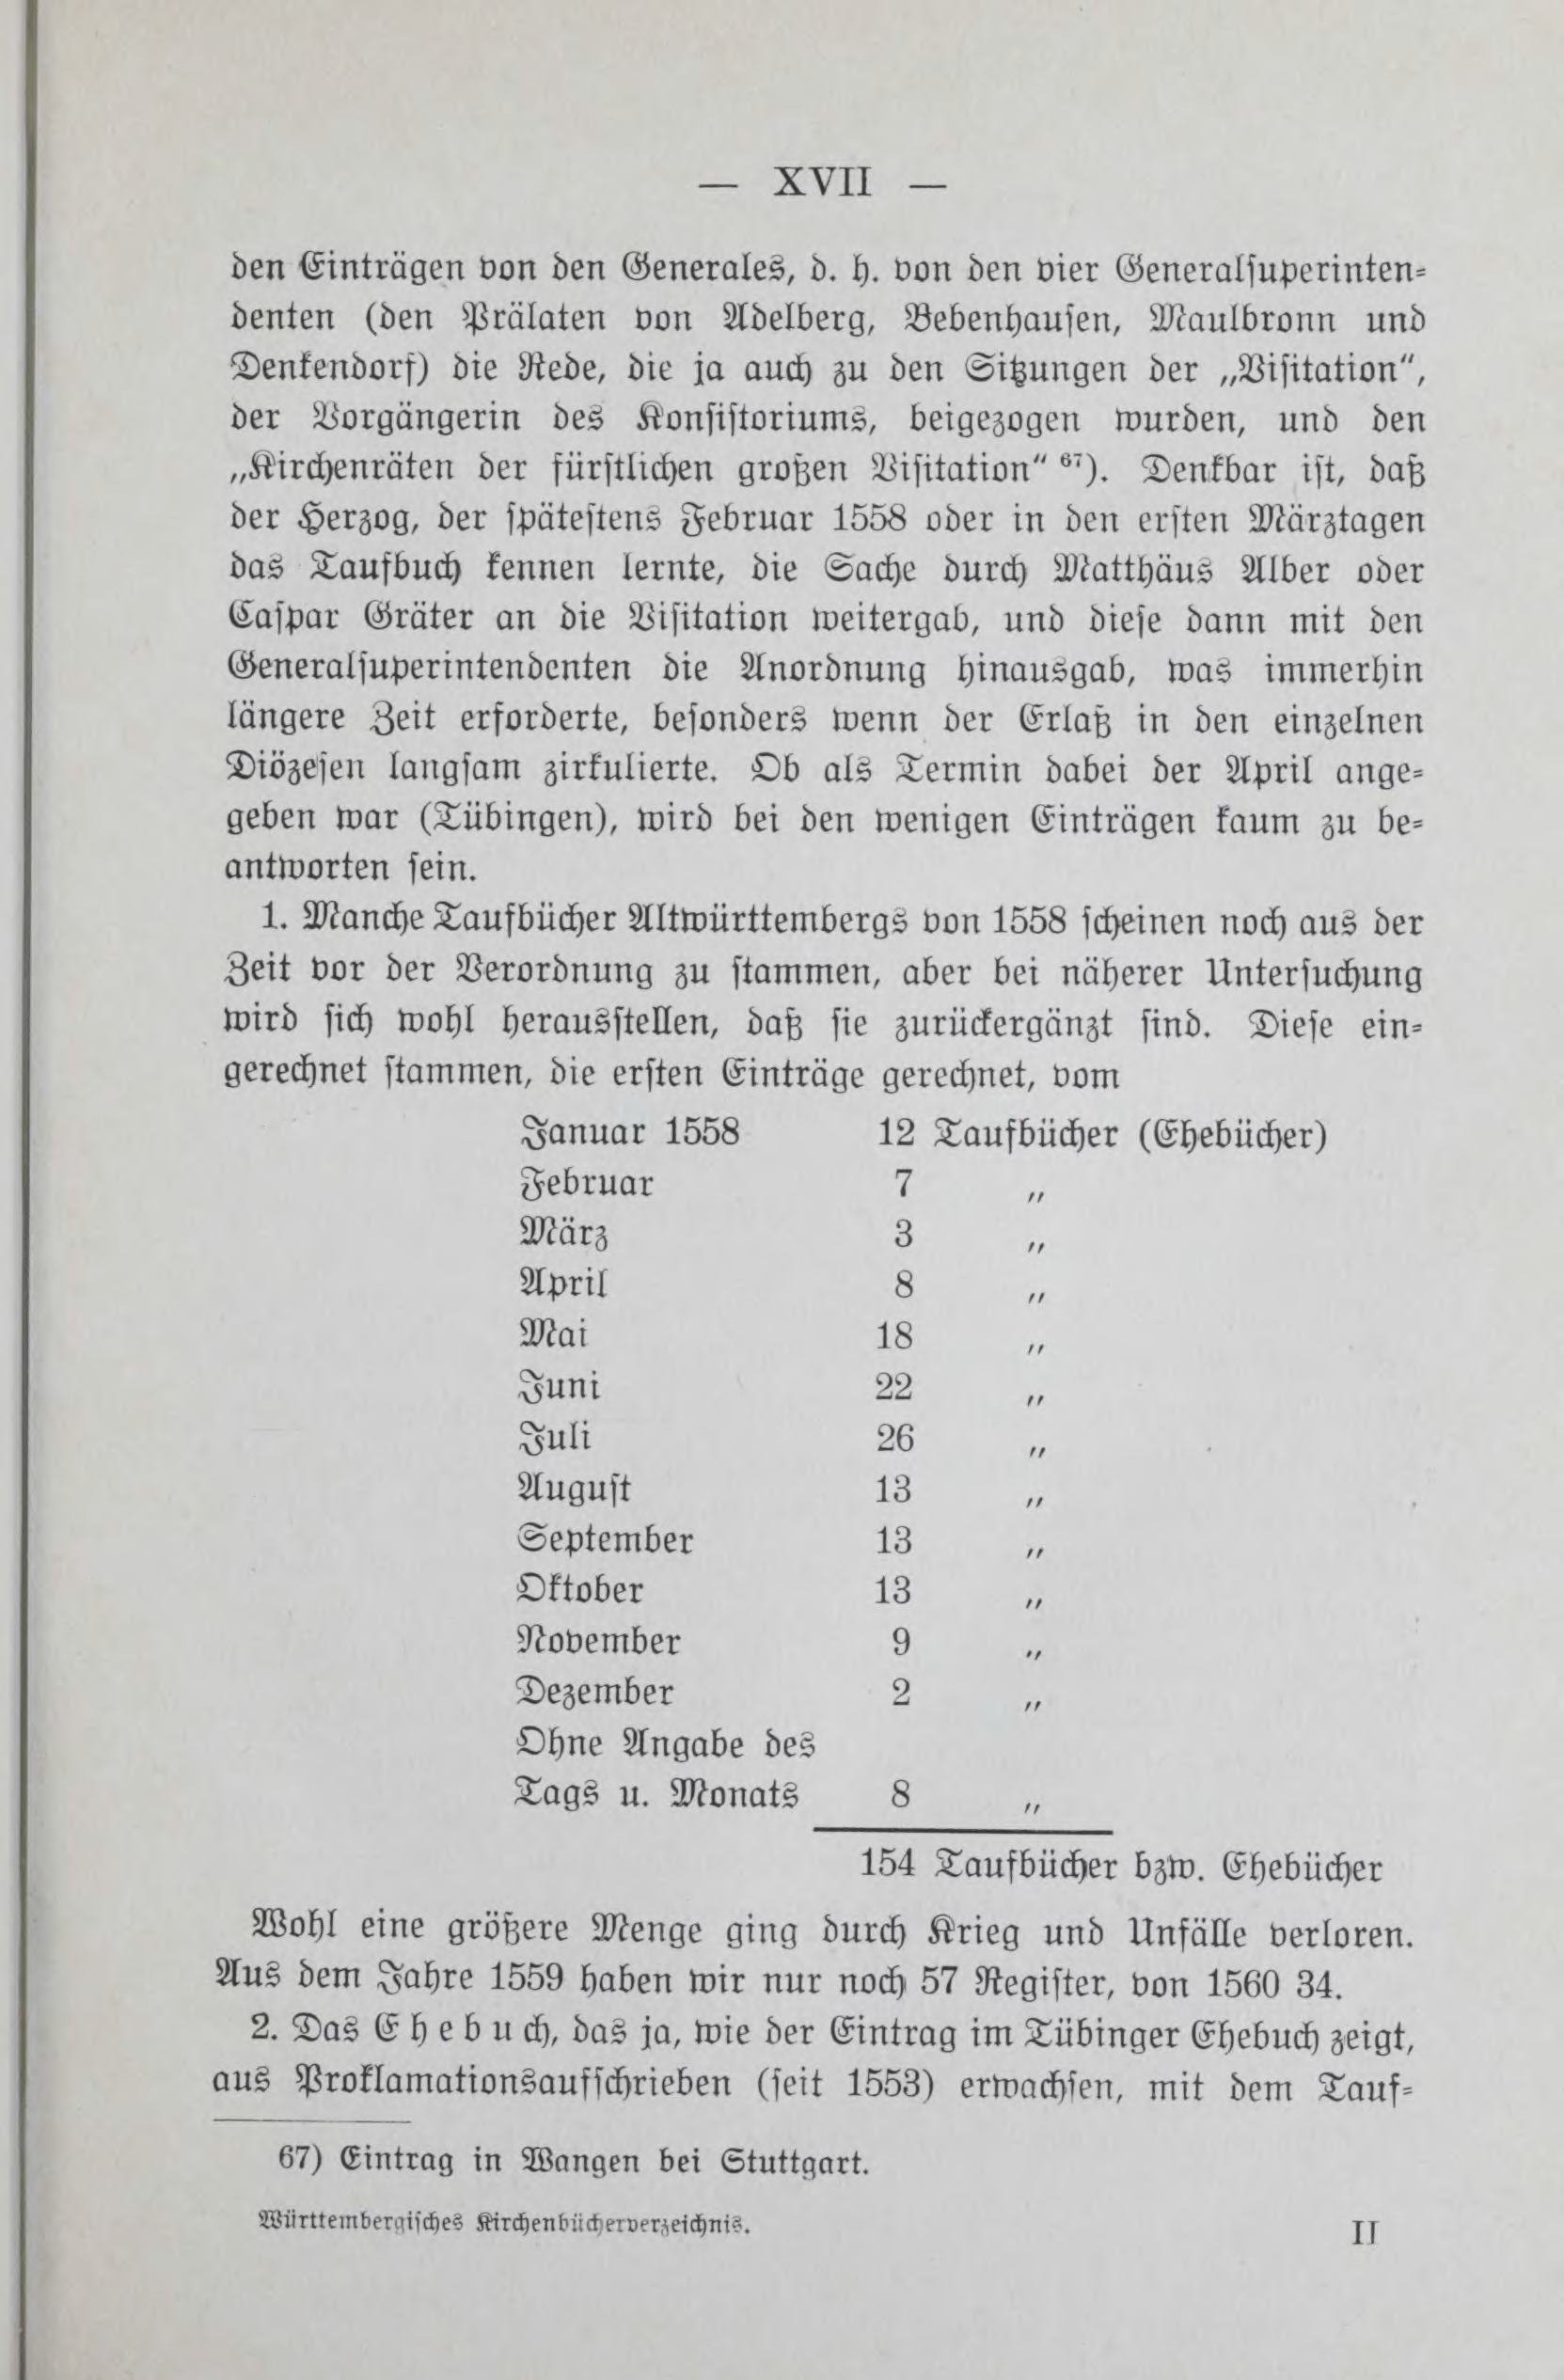 — XVII —
den Einträgen von den Generales, d. h. von den vier Generalsuperinten-
denten (den Prälaten von Adelberg, Bebenhausen, Maulbronn und
Denkendorf) die Rede, die ja auch zu den Sitzungen der „Visitation“,
der Vorgängerin des Konsistoriums, beigezogen wurden, und den
„Kirchenräten der fürstlichen großen Visitation“ ⁶⁷). Denkbar ist, daß
der Herzog, der spätestens Februar 1558 oder in den ersten Märztagen
das Taufbuch kennen lernte, die Sache durch Matthäus Alber oder
Caspar Gräter an die Visitation weitergab, und diese dann mit den
Generalsuperintendenten die Anordnung hinausgab, was immerhin
längere Zeit erforderte, besonders wenn der Erlaß in den einzelnen
Diözesen langsam zirkulierte. Ob als Termin dabei der April ange-
geben war (Tübingen), wird bei den wenigen Einträgen kaum zu be-
antworten sein.
1. Manche Taufbücher Altwürttembergs von 1558 scheinen noch aus der
Zeit vor der Verordnung zu stammen, aber bei näherer Untersuchung
wird sich wohl herausstellen, daß sie zurückergänzt sind. Diese ein-
gerechnet stammen, die ersten Einträge gerechnet, vom
Januar 1558 12 Taufbücher (Ehebücher)
Februar 7 „
März 3 „
April 8 „
Mai 18 „
Juni 22 „
Juli 26 „
August 13 „
September 13 „
Oktober 13 „
November 9 „
Dezember 2 „
Ohne Angabe des
Tags u. Monats 8 „
154 Taufbücher bzw. Ehebücher
Wohl eine größere Menge ging durch Krieg und Unfälle verloren.
Aus dem Jahre 1559 haben wir nur noch 57 Register, von 1560 34.
2. Das Ehebuch, das ja, wie der Eintrag im Tübinger Ehebuch zeigt,
aus Proklamationsaufschrieben (seit 1553) erwachsen, mit dem Tauf-
67) Eintrag in Wangen bei Stuttgart.
Württembergisches Kirchenbücherverzeichnis. II